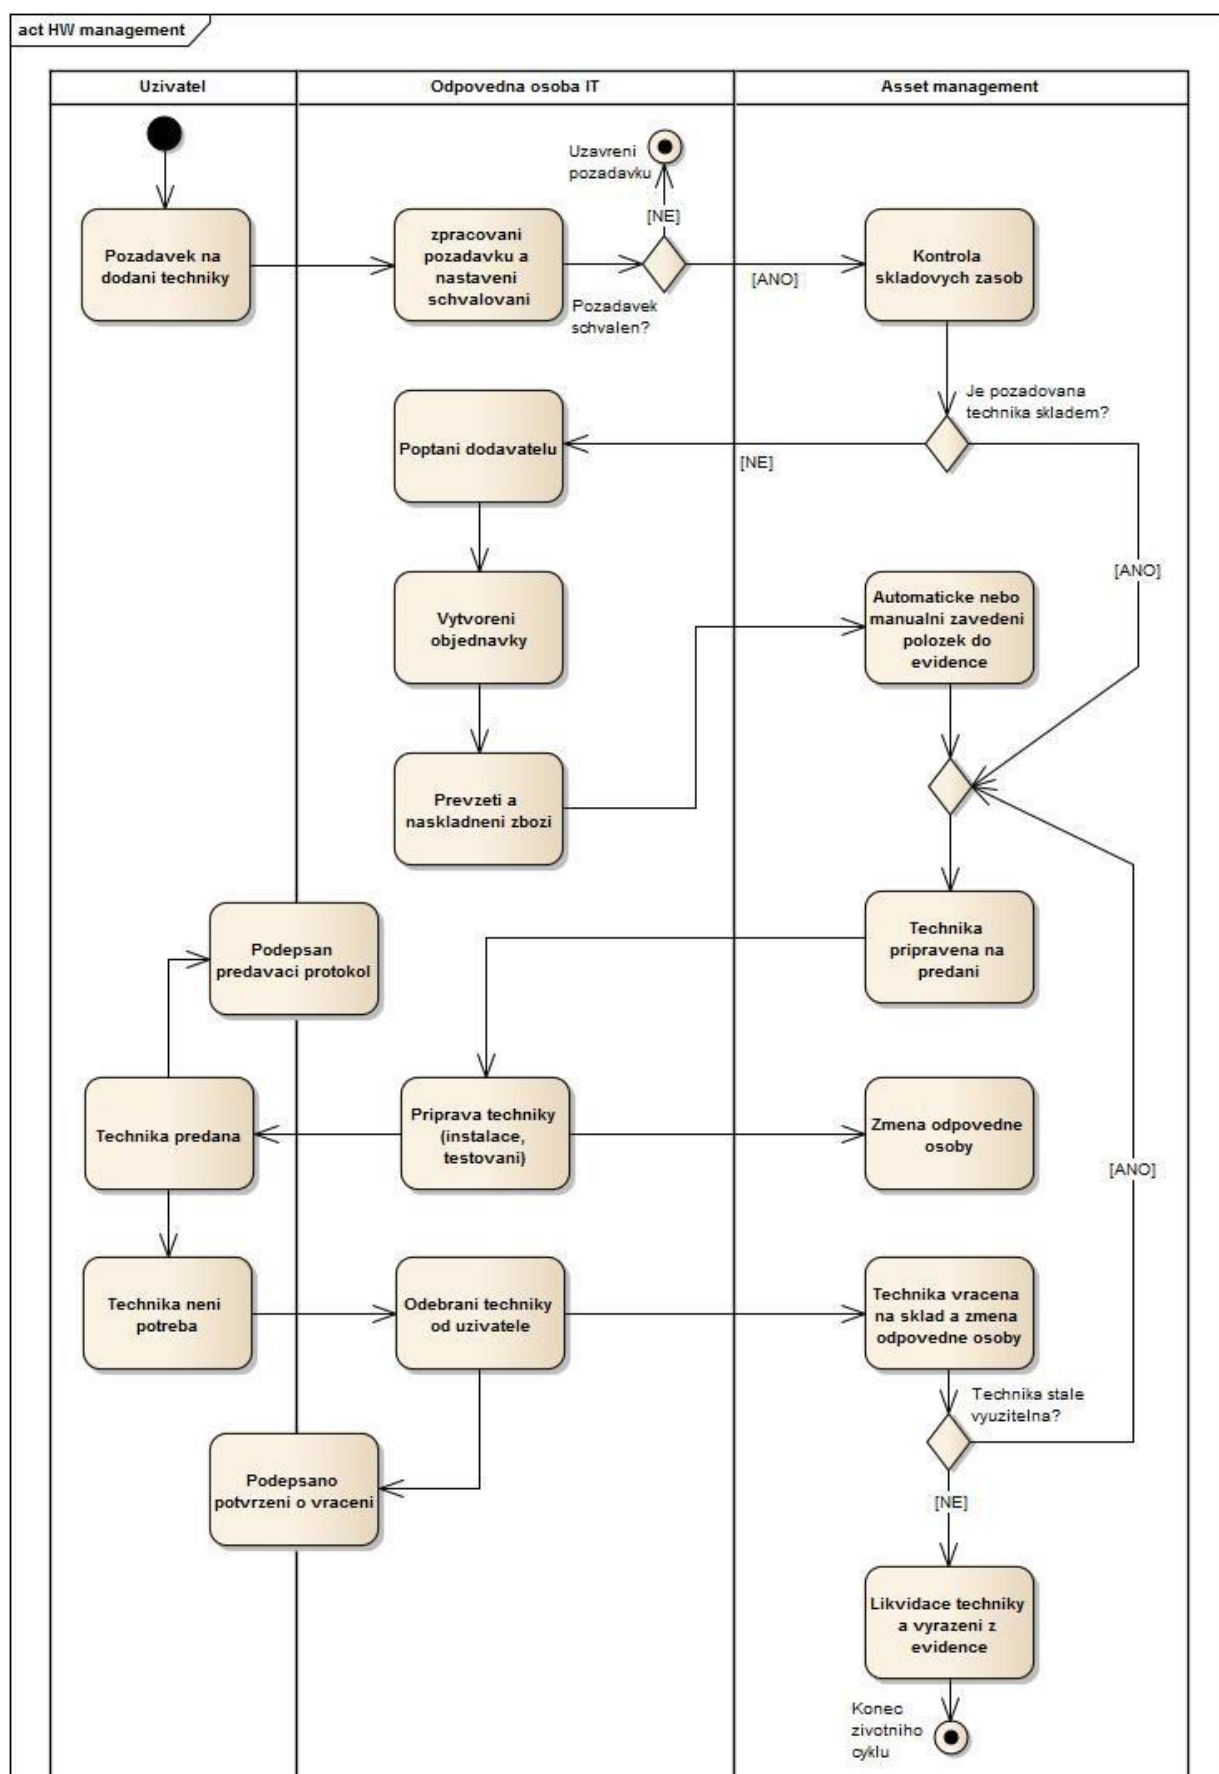 act HW management
Uzivatel
Odpovedna osoba IT
Asset management
Uzavreni
pozadavku
[NE]
Pozadavek na
dodani techniky
zpracovani
pozadavku a
nastaveni
schvalovani
[ANO]
Pozadavek
schvalen?
Kontrola
skladovych zasob
Je pozadovana
technika skladem?
Poptani dodavatelu
[NE]
[ANO]
Vytvoreni
objednavky
Automaticke nebo
manualni zavedeni
polozek do
evidence
Prevzeti a
naskladneni zbozi
Podepsan
predavaci protokol
Technika
pripravena na
predani
Technika predana
Priprava techniky
(instalace,
testovani)
Zmena odpovedne
osoby
[ANO]
Technika neni
potreba
Odebrani techniky
od uzivatele
Technika vracena
na sklad a zmena
odpovedne osoby
Technika stale
vyuzitelna?
Podepsano
potvrzeni o vraceni
[NE]
Likvidace techniky
a vyrazeni z
evidence
Konec
zivotniho
cyklu